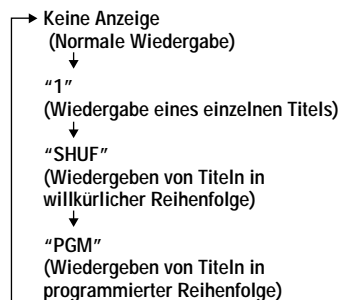 Keine Anzeige
(Normale Wiedergabe)
“1”
(Wiedergabe eines einzelnen Titels)
“SHUF”
(Wiedergeben von Titeln in
willkürlicher Reihenfolge)
“PGM”
(Wiedergeben von Titeln in
programmierter Reihenfolge)